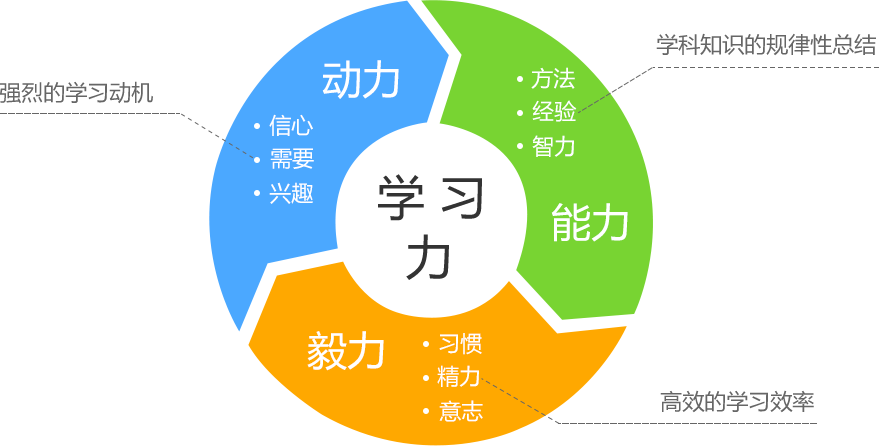 学科知识的规律性总结
动力
方法
强烈的学习动机
经验
信心
智力
需要
兴趣
学习
力
能力
毅力
习惯
精力
高效的学习效率
意志